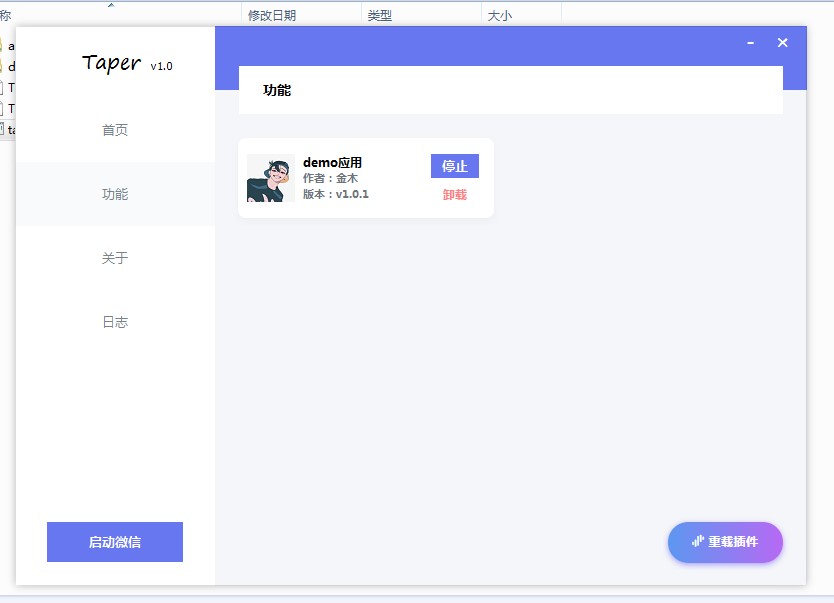 称 修改日期 类型 大小
Taper v1.0
首页
功能
关于
日志
启动微信
功能
demo应用
作者：金木
版本：v1.0.1
停止
卸载
重载插件
a
d
T
T
ta